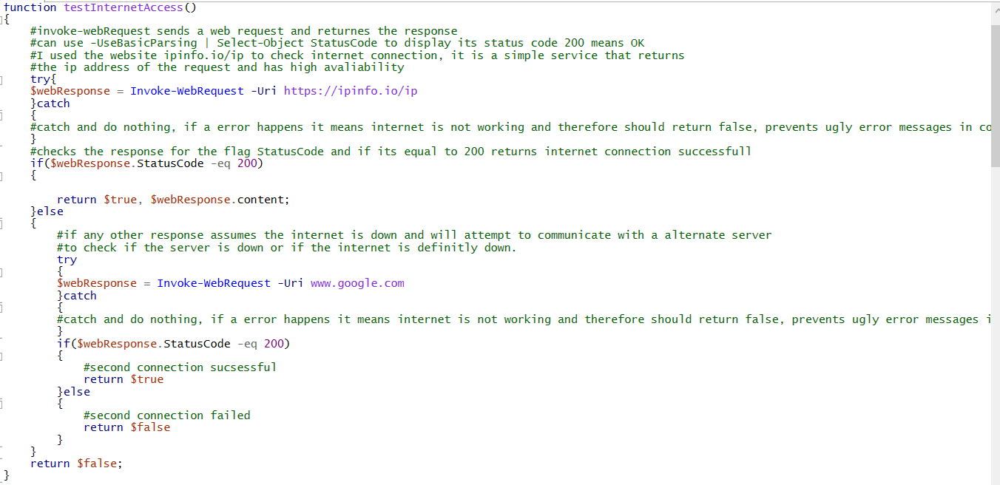 function testInternetAccess()
{
#invoke-webRequest sends a web request and returnes the response
#can use -UseBasicParsing | Select-Object StatusCode to display its status code 200 means OK
#I used the website ipinfo.io/ip to check internet connection, it is a simple service that returns
#the ip address of the request and has high avaliability
try{
$webResponse = Invoke-WebRequest -Uri https://ipinfo.io/ip
}catch
{
#catch and do nothing, if a error happens it means internet is not working and therefore should return false, prevents ugly error messages in co
}
#checks the response for the flag StatusCode and if its equal to 200 returns internet connection successfull
if($webResponse.StatusCode -eq 200)
{
return $true, $webResponse.content;
}else
{
#if any other response assumes the internet is down and will attempt to communicate with a alternate server
#to check if the server is down or if the internet is definitly down.
try
{
$webResponse = Invoke-WebRequest -Uri www.google.com
}catch
{
#catch and do nothing, if a error happens it means internet is not working and therefore should return false, prevents ugly error messages i
}
if($webResponse.StatusCode -eq 200)
{
#second connection sucsessful
return $true
}else
{
#second connection failed
return $false
}
}
return $false;
}